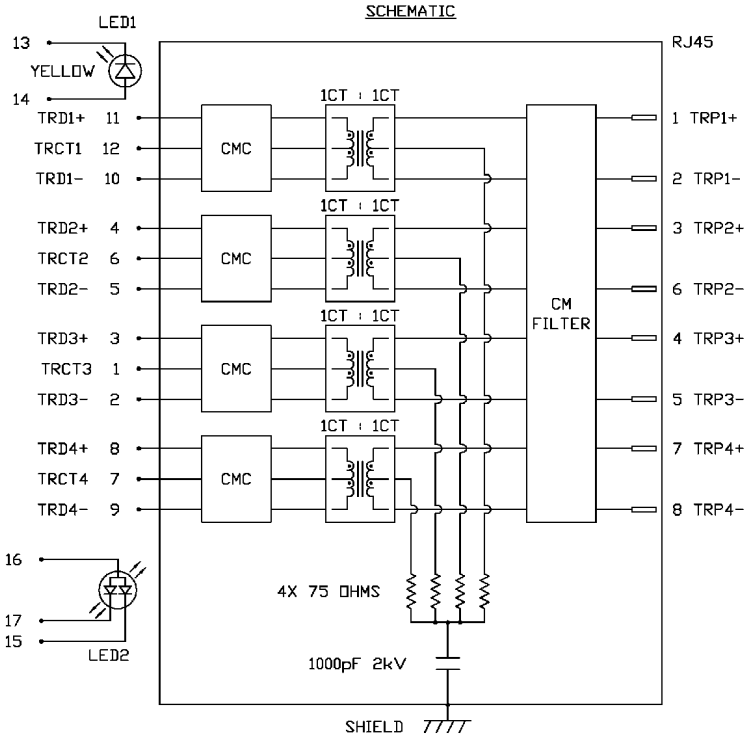 SCHEMATIC
LED1
13
YELLOW
14
RJ45
1CT : 1CT
TRD1+ 11
TRCT1 12
TRD1- 10
CMC
1 TRP1+
2 TRP1-
1CT : 1CT
TRD2+ 4
TRCT2 6
TRD2- 5
CMC
3 TRP2+
6 TRP2-
CM
FILTER
1CT : 1CT
TRD3+ 3
TRCT3 1
TRD3- 2
CMC
4 TRP3+
5 TRP3-
1CT : 1CT
TRD4+ 8
TRCT4 7
TRD4- 9
CMC
7 TRP4+
8 TRP4-
16
17
15
LED2
4X 75 OHMS
1000pF 2kV
SHIELD